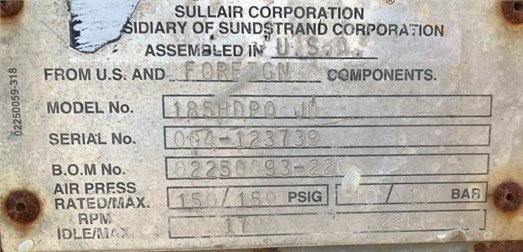 SULLAIR CORPORATION
SIDIARY OF SUNDSTRAND CORPORATION
ASSEMBLED IN U.S.A.
FROM U.S. AND FOREIGN COMPONENTS.
MODEL No. 185HDPQ-JD
SERIAL No. 004-123739
B.O.M No. 02250093-22
AIR PRESS
RATED/MAX. 150/150 PSIG / BAR
RPM
IDLE/MAX.
02250059-318